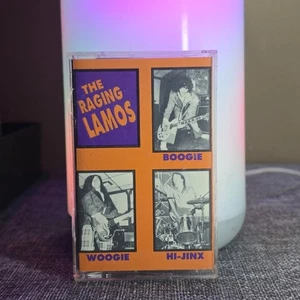 THE
RAGING
LAMOS
BOOGIE
WOOGIE
HI-JINX